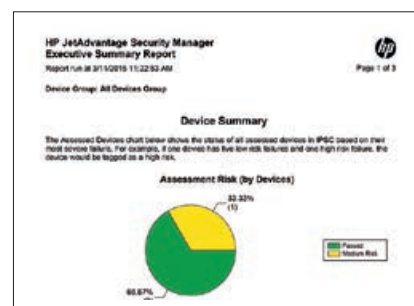 HP JetAdvantage Security Manager
Executive Summary Report
hp
Report run at 3/11/2016 11:22:53 AM
Page 1 of 3
Device Group: All Devices Group
Device Summary
The Assessed Devices chart below shows the status of all assessed devices in IPSC based on their
most severe failure. For example, if one device has five low risk failures and one high risk failure, the
device would be tagged as a high risk.
Assessment Risk (by Devices)
33.33%
(1)
Passed
Medium Risk
66.67%